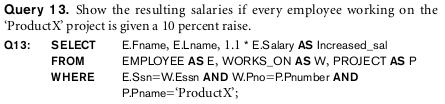 Query 13. Show the resulting salaries if every employee working on the
‘ProductX’ project is given a 10 percent raise.
Q13: SELECT E.Fname, E.Lname, 1.1 * E.Salary AS Increased_sal
FROM EMPLOYEE AS E, WORKS_ON AS W, PROJECT AS P
WHERE E.Ssn=W.Essn AND W.Pno=P.Pnumber AND
P.Pname=‘ProductX’;